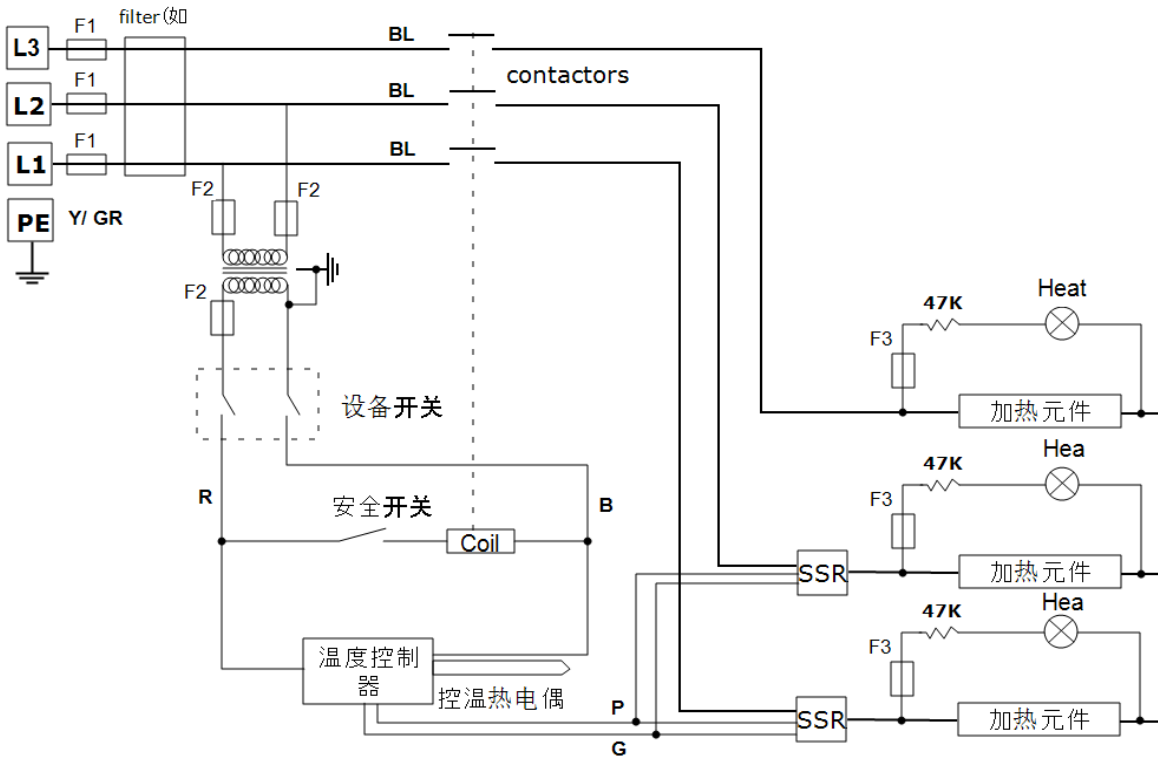 filter(如
L3
F1
BL
contactors
L2
F1
BL
L1
F1
BL
PE
Y/ GR
F2
F2
F2
设备开关
R
安全开关
B
Coil
温度控制
器
控温热电偶
P
G
47K
Heat
F3
加热元件
47K
Hea
F3
SSR
加热元件
47K
Hea
F3
SSR
加热元件